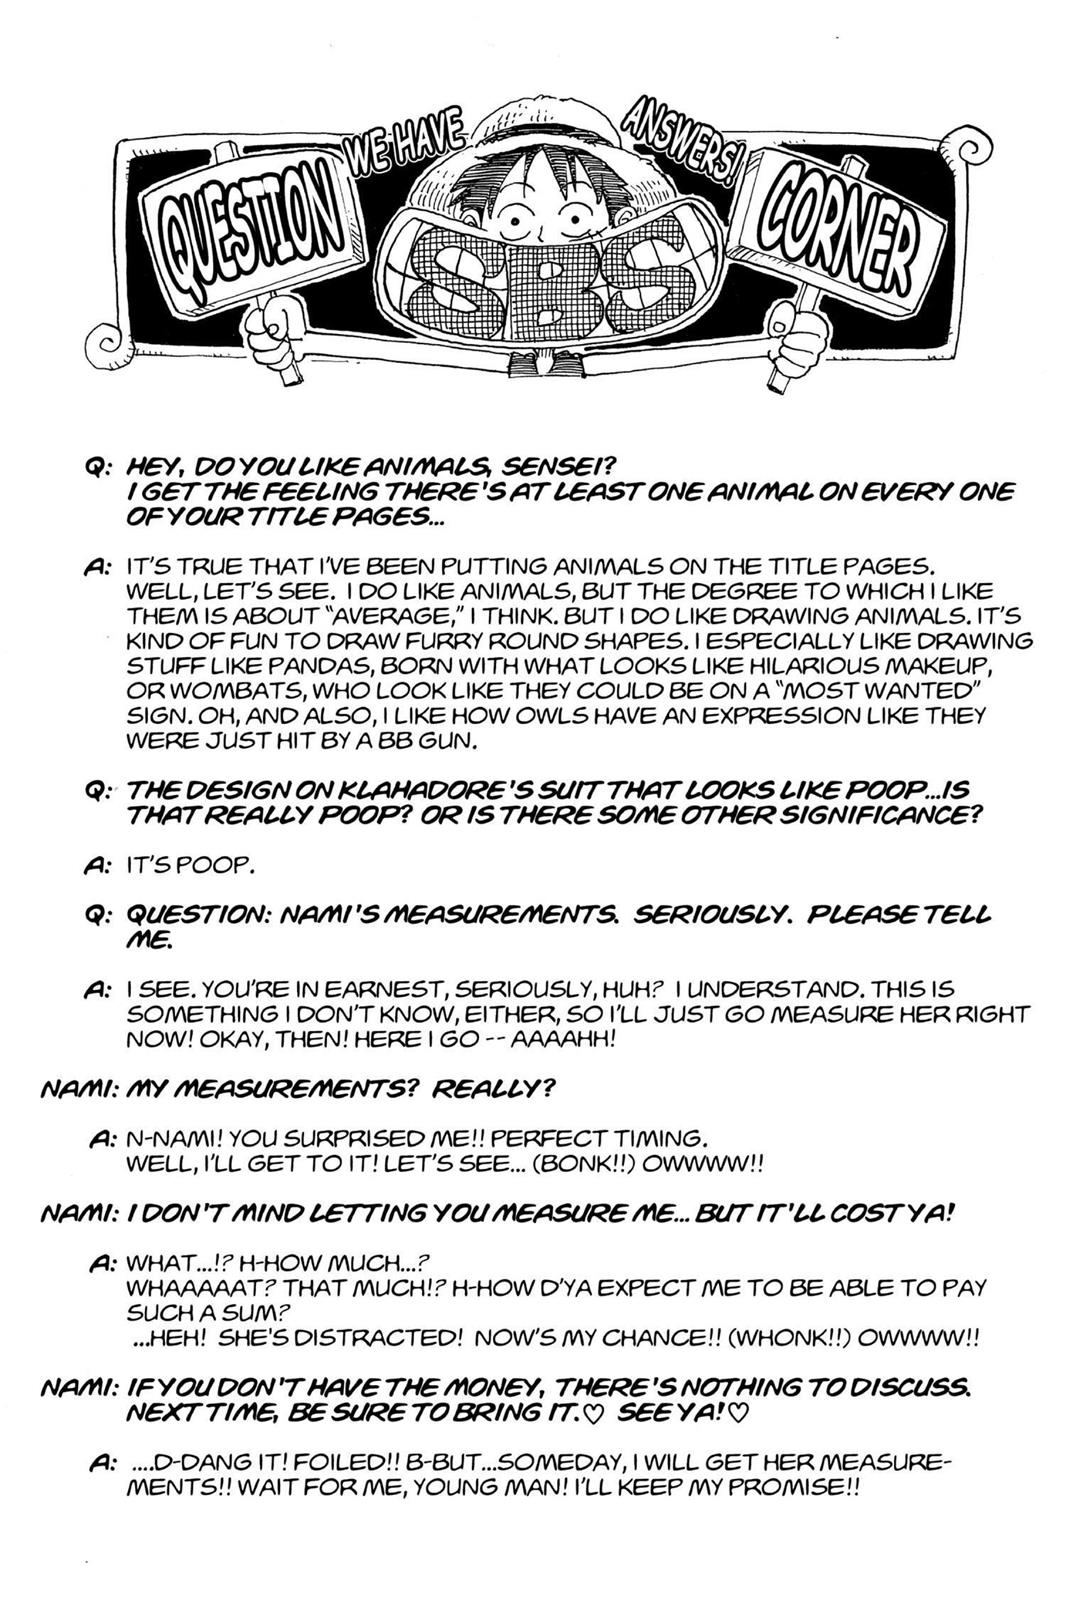 QUESTION
WE HAVE
ANSWERS!
CORNER
SBS
Q: HEY, DO YOU LIKE ANIMALS, SENSEI?
I GET THE FEELING THERE'S AT LEAST ONE ANIMAL ON EVERY ONE
OF YOUR TITLE PAGES...
A: IT'S TRUE THAT I'VE BEEN PUTTING ANIMALS ON THE TITLE PAGES.
WELL, LET'S SEE. I DO LIKE ANIMALS, BUT THE DEGREE TO WHICH I LIKE
THEM IS ABOUT "AVERAGE," I THINK. BUT I DO LIKE DRAWING ANIMALS. IT'S
KIND OF FUN TO DRAW FURRY ROUND SHAPES. I ESPECIALLY LIKE DRAWING
STUFF LIKE PANDAS, BORN WITH WHAT LOOKS LIKE HILARIOUS MAKEUP,
OR WOMBATS, WHO LOOK LIKE THEY COULD BE ON A "MOST WANTED"
SIGN. OH, AND ALSO, I LIKE HOW OWLS HAVE AN EXPRESSION LIKE THEY
WERE JUST HIT BY A BB GUN.
Q: THE DESIGN ON KLAHADORE'S SUIT THAT LOOKS LIKE POOP...IS
THAT REALLY POOP? OR IS THERE SOME OTHER SIGNIFICANCE?
A: IT'S POOP.
Q: QUESTION: NAMI'S MEASUREMENTS. SERIOUSLY. PLEASE TELL
ME.
A: I SEE. YOU'RE IN EARNEST, SERIOUSLY, HUH? I UNDERSTAND. THIS IS
SOMETHING I DON'T KNOW, EITHER, SO I'LL JUST GO MEASURE HER RIGHT
NOW! OKAY, THEN! HERE I GO -- AAAAHH!
NAMI: MY MEASUREMENTS? REALLY?
A: N-NAMI! YOU SURPRISED ME!! PERFECT TIMING.
WELL, I'LL GET TO IT! LET'S SEE... (BONK!!) OWWWW!!
NAMI: I DON'T MIND LETTING YOU MEASURE ME... BUT IT'LL COST YA!
A: WHAT...!? H-HOW MUCH...?
WHAAAAAT? THAT MUCH!? H-HOW D'YA EXPECT ME TO BE ABLE TO PAY
SUCH A SUM?
...HEH! SHE'S DISTRACTED! NOW'S MY CHANCE!! (WHONK!!) OWWWW!!
NAMI: IF YOU DON'T HAVE THE MONEY, THERE'S NOTHING TO DISCUSS.
NEXT TIME, BE SURE TO BRING IT.♡ SEE YA!♡
A: ....D-DANG IT! FOILED!! B-BUT...SOMEDAY, I WILL GET HER MEASURE-
MENTS!! WAIT FOR ME, YOUNG MAN! I'LL KEEP MY PROMISE!!